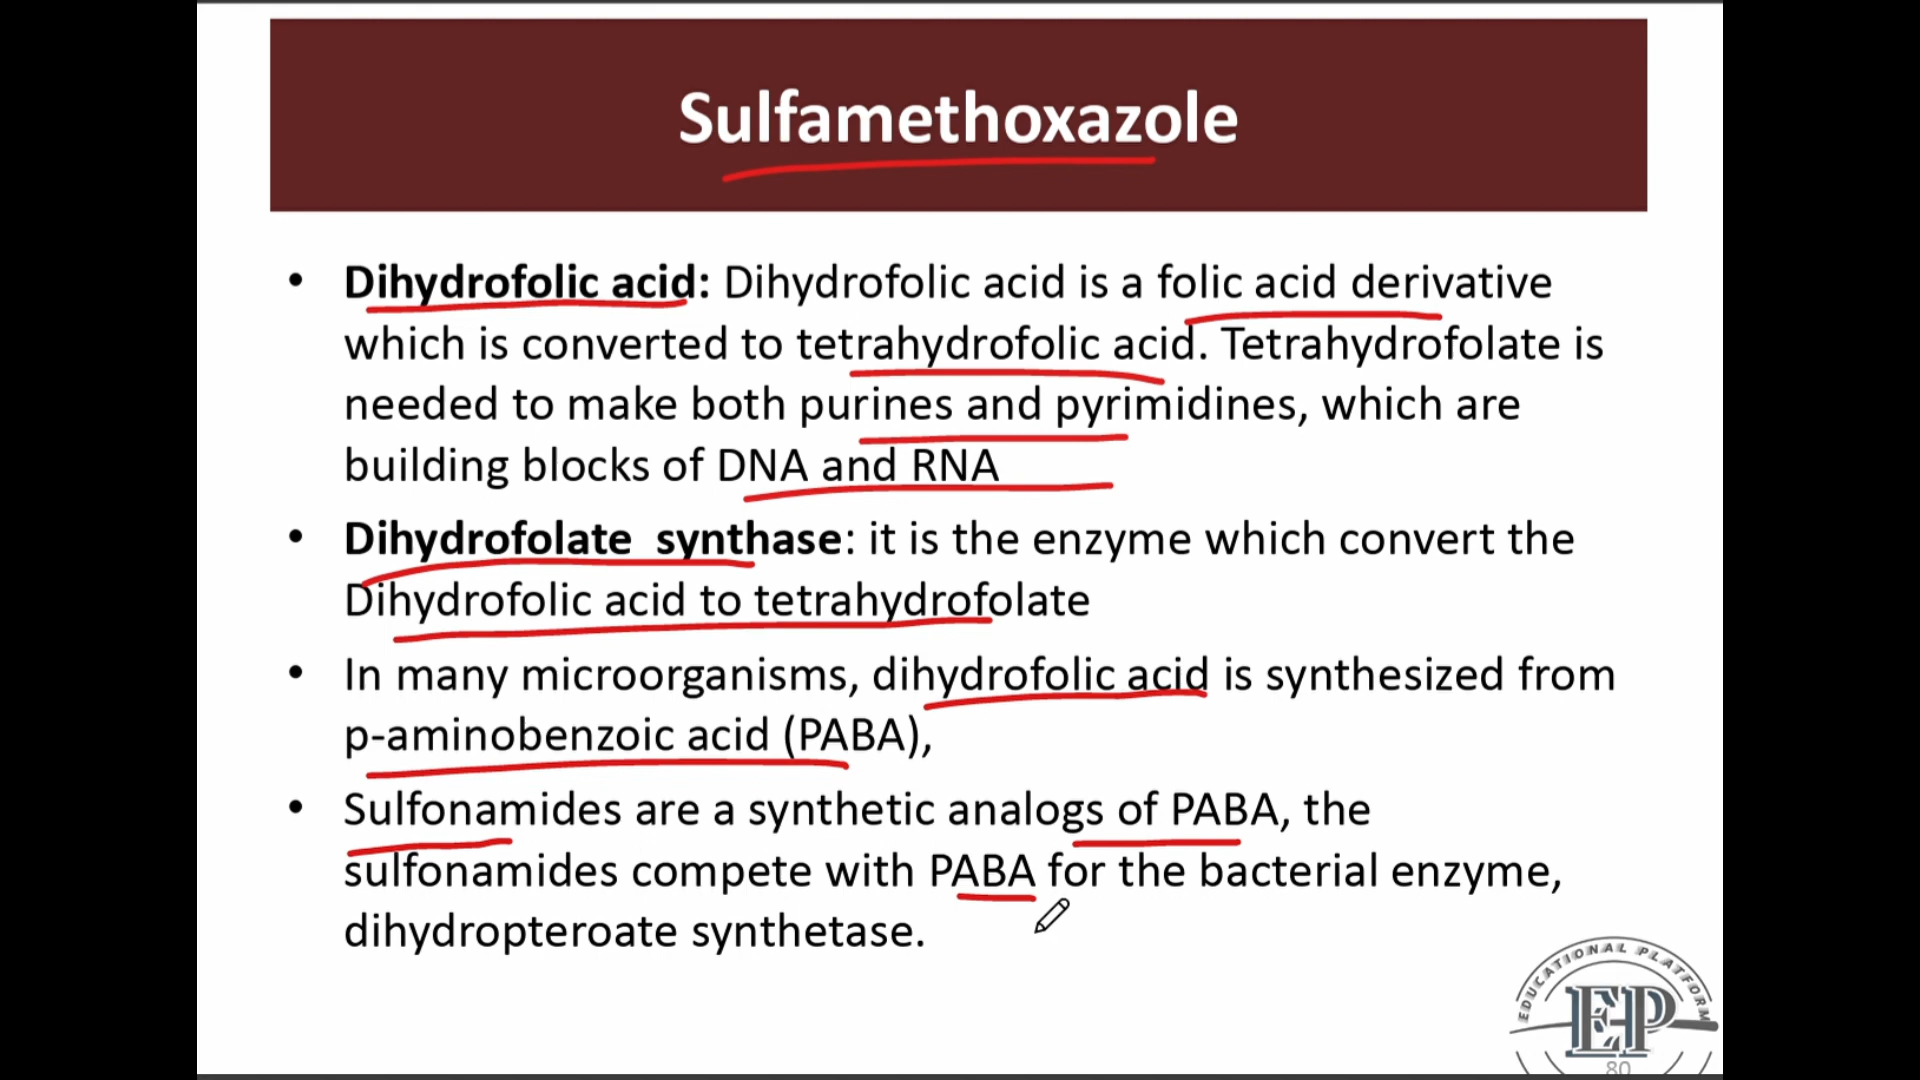 Sulfamethoxazole
• Dihydrofolic acid: Dihydrofolic acid is a folic acid derivative
which is converted to tetrahydrofolic acid. Tetrahydrofolate is
needed to make both purines and pyrimidines, which are
building blocks of DNA and RNA
• Dihydrofolate synthase: it is the enzyme which convert the
Dihydrofolic acid to tetrahydrofolate
• In many microorganisms, dihydrofolic acid is synthesized from
p-aminobenzoic acid (PABA),
• Sulfonamides are a synthetic analogs of PABA, the
sulfonamides compete with PABA for the bacterial enzyme,
dihydropteroate synthetase.
EDUCATIONAL PLATFORM
EP
80